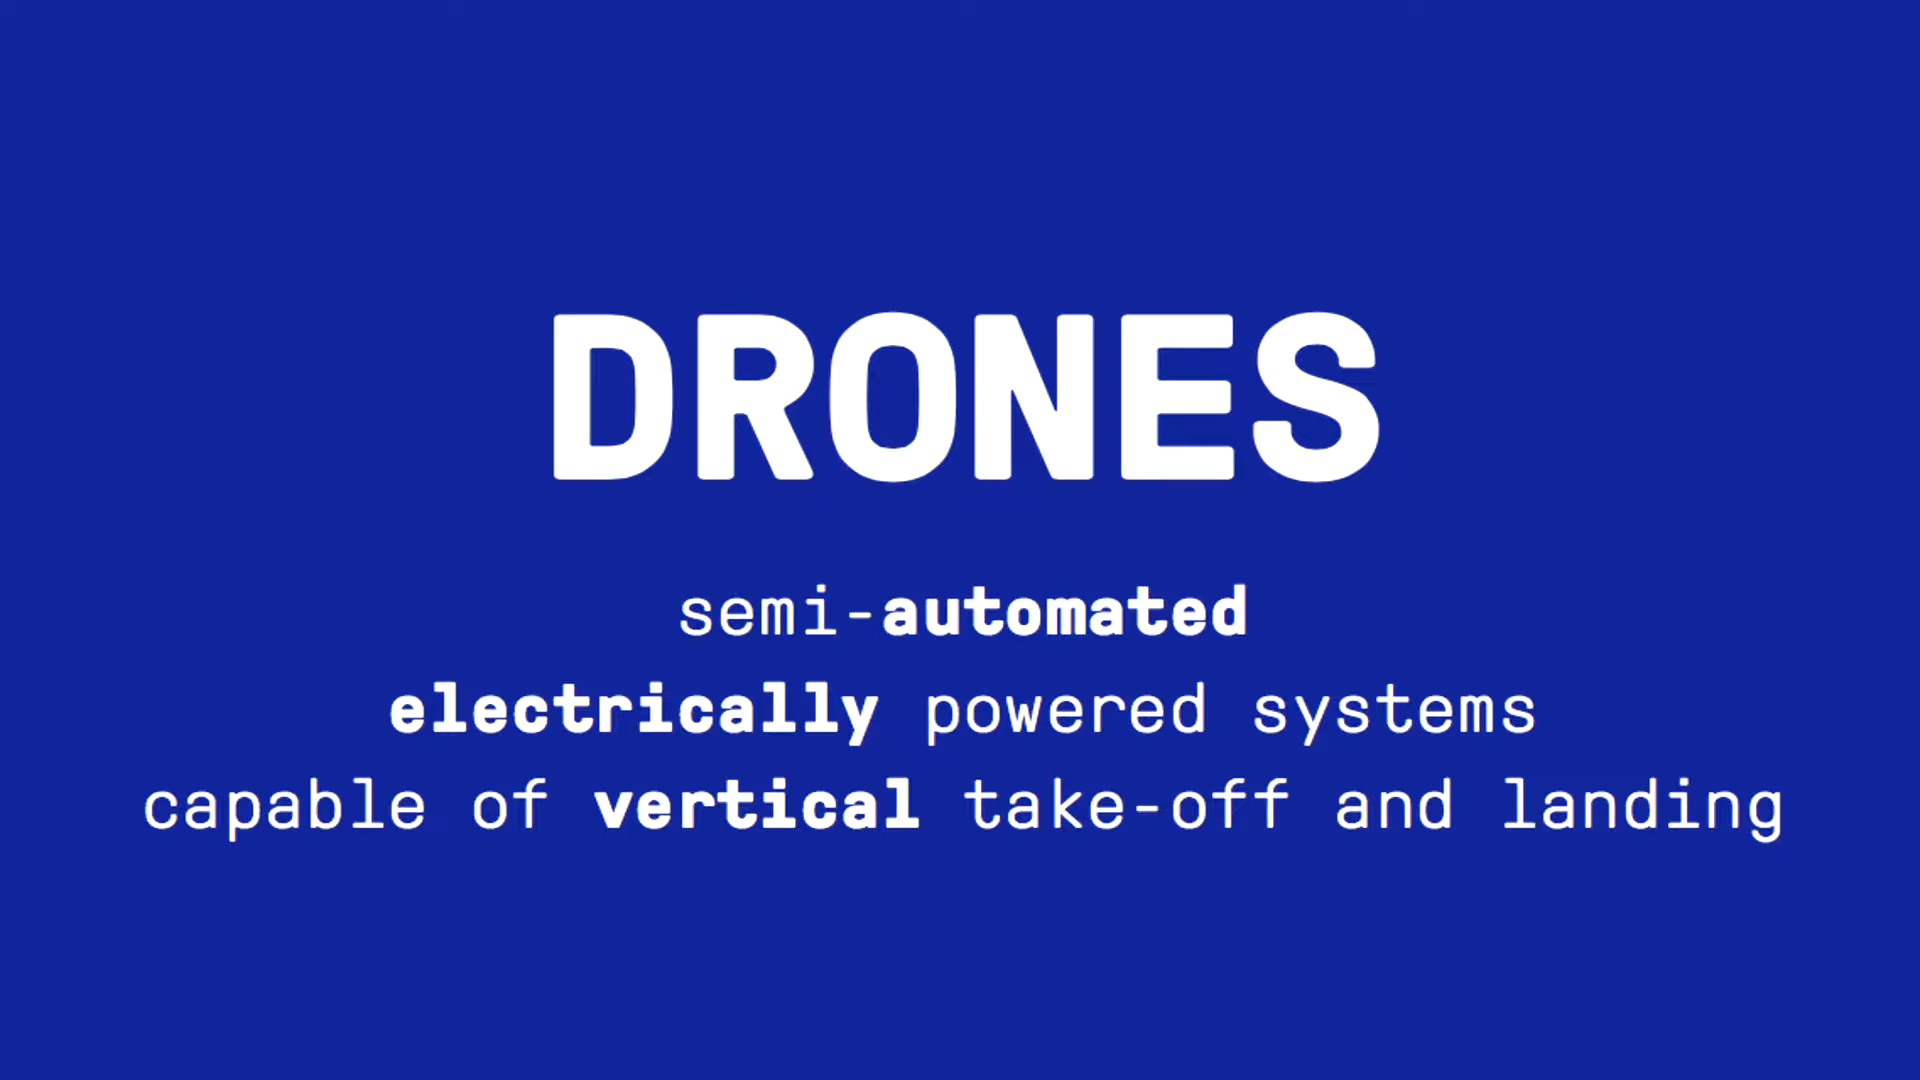 DRONES
semi-automated
electrically powered systems
capable of vertical take-off and landing